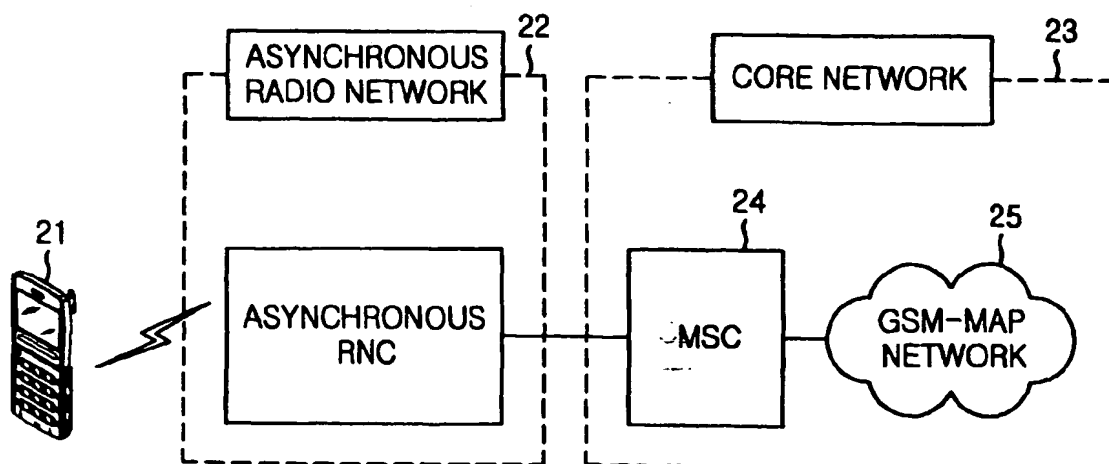 ASYNCHRONOUS
RADIO NETWORK
22
CORE NETWORK
23
21
ASYNCHRONOUS
RNC
24
MSC
25
GSM-MAP
NETWORK